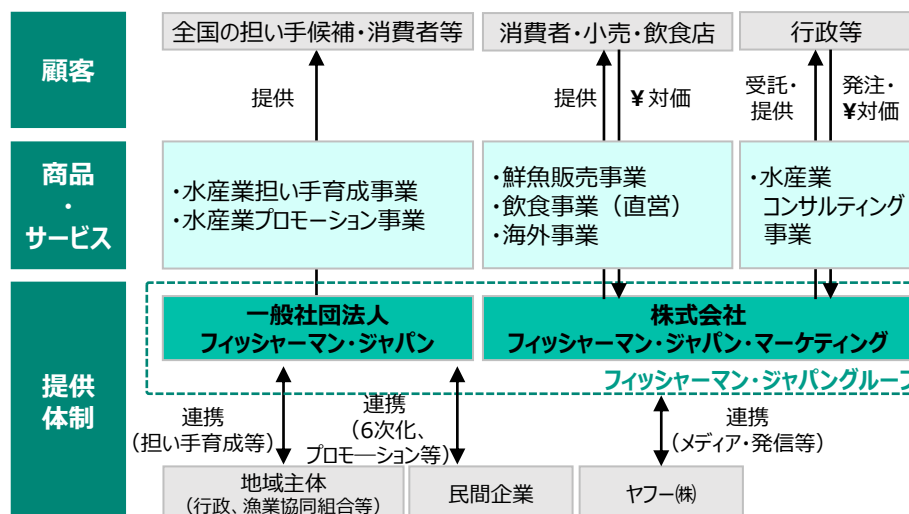 顧客
全国の担い手候補・消費者等
消費者・小売・飲食店
行政等
提供
提供
¥ 対価
受託・
提供
発注・
¥対価
商品
・
サービス
・水産業担い手育成事業
・水産業プロモーション事業
・鮮魚販売事業
・飲食事業（直営）
・海外事業
・水産業
コンサルティング
事業
提供
体制
一般社団法人
フィッシャーマン・ジャパン
株式会社
フィッシャーマン・ジャパン・マーケティング
フィッシャーマン・ジャパングループ
連携
（担い手育成等）
連携
（6次化、
プロモ―ション等）
連携
（メディア・発信等）
地域主体
（行政、漁業協同組合等）
民間企業
ヤフー㈱